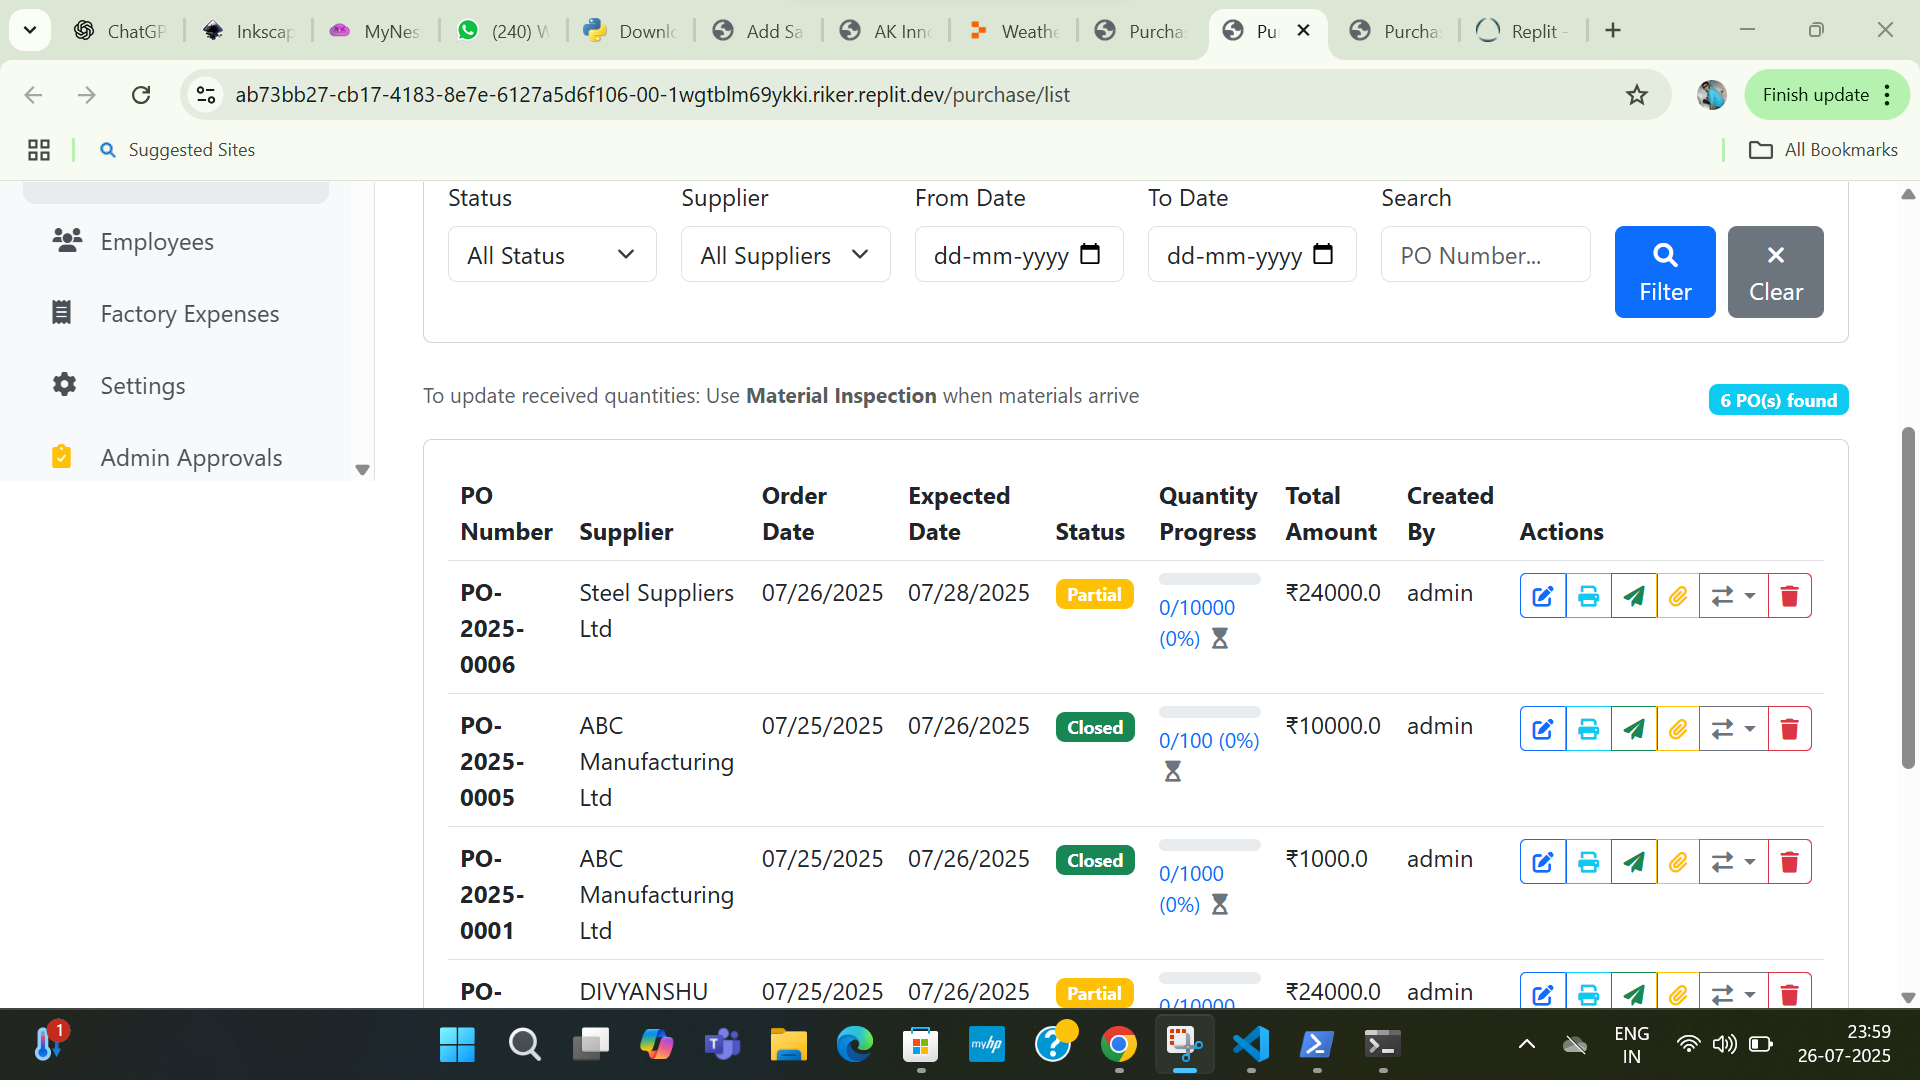 ChatGP
Inkscap
MyNes
(240) W
Downlo
Add Sa
AK Inno
Weathe
Purchas
Pu
Purchas
Replit -
ab73bb27-cb17-4183-8e7e-6127a5d6f106-00-1wgtblm69ykki.riker.replit.dev/purchase/list
Finish update
Suggested Sites
All Bookmarks
Employees
Factory Expenses
Settings
Admin Approvals
Status Supplier From Date To Date Search
All Status All Suppliers dd-mm-yyyy dd-mm-yyyy PO Number...
Filter
Clear
To update received quantities: Use Material Inspection when materials arrive
6 PO(s) found
PO Order Expected Quantity Total Created
Number Supplier Date Date Status Progress Amount By Actions
PO- Steel Suppliers 07/26/2025 07/28/2025 Partial 0/10000 ₹24000.0 admin
2025- Ltd (0%)
0006
PO- ABC 07/25/2025 07/26/2025 Closed 0/100 (0%) ₹10000.0 admin
2025- Manufacturing
0005 Ltd
PO- ABC 07/25/2025 07/26/2025 Closed 0/1000 ₹1000.0 admin
2025- Manufacturing (0%)
0001 Ltd
PO- DIVYANSHU 07/25/2025 07/26/2025 Partial 0/10000 ₹24000.0 admin
1
T
myhp
?
ENG
IN
23:59
26-07-2025